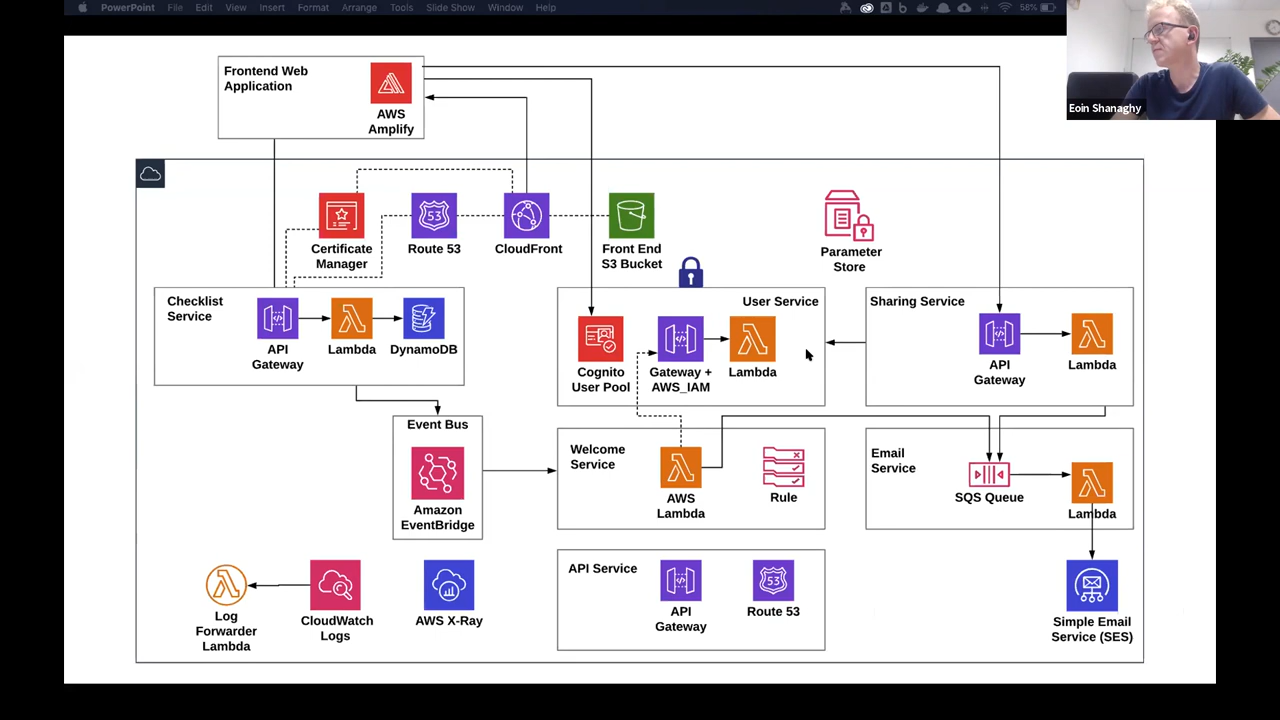 PowerPoint File Edit View Insert Format Arrange Tools Slide Show Window Help
58%
Eoin Shanaghy
Frontend Web
Application
AWS
Amplify
Certificate
Manager
Route 53
CloudFront
Front End
S3 Bucket
Parameter
Store
Checklist
Service
API
Gateway
Lambda
DynamoDB
User Service
Cognito
User Pool
Gateway +
AWS_IAM
Lambda
Sharing Service
API
Gateway
Lambda
Event Bus
Amazon
EventBridge
Welcome
Service
AWS
Lambda
Rule
Email
Service
SQS Queue
Lambda
Log
Forwarder
Lambda
CloudWatch
Logs
AWS X-Ray
API Service
API
Gateway
Route 53
Simple Email
Service (SES)
53
53